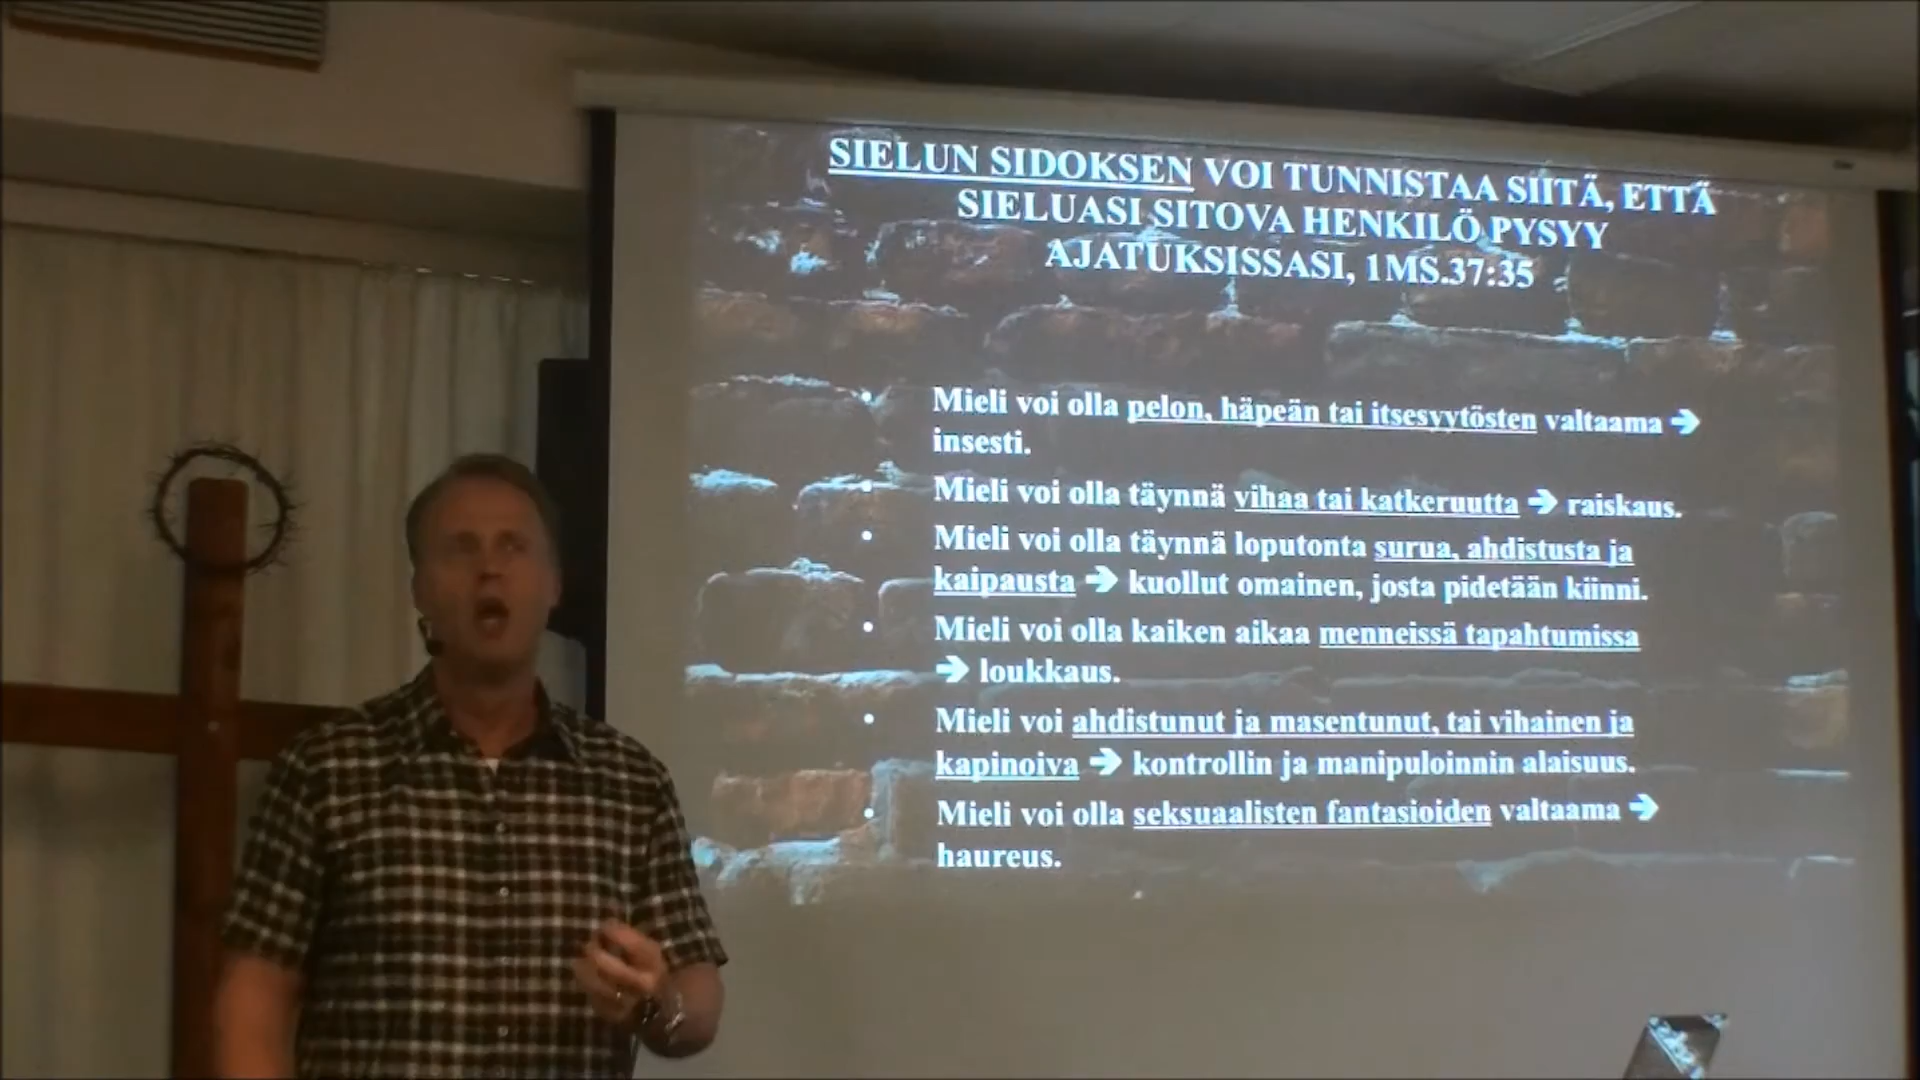 SIELUN SIDOKSEN VOI TUNNISTAA SIITÄ, ETTÄ
SIELUASI SITOVA HENKILÖ PYSYY
AJATUKSISSASI, 1MS.37:35
• Mieli voi olla pelon, häpeän tai itsesyytösten valtaama →
insesti.
• Mieli voi olla täynnä vihaa tai katkeruutta → raiskaus.
• Mieli voi olla täynnä loputonta surua, ahdistusta ja
kaipausta → kuollut omainen, josta pidetään kiinni.
• Mieli voi olla kaiken aikaa menneissä tapahtumissa
→ loukkaus.
• Mieli voi ahdistunut ja masentunut, tai vihainen ja
kapinoiva → kontrollin ja manipuloinnin alaisuus.
• Mieli voi olla seksuaalisten fantasioiden valtaama →
haureus.